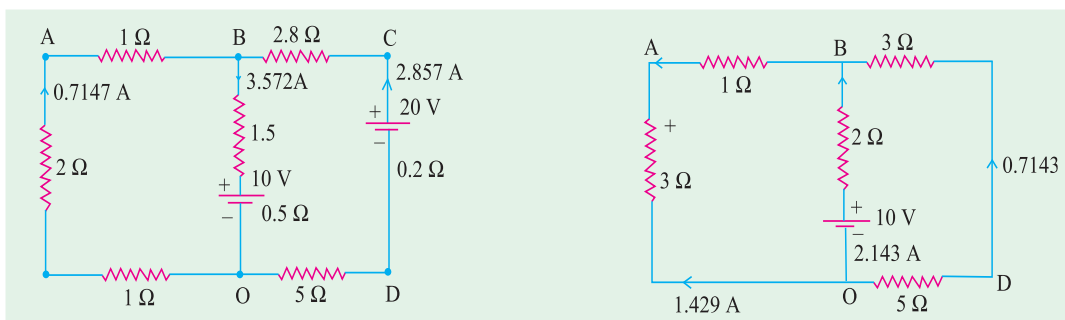 A
1 Ω
B
2.8 Ω
C
0.7147 A
3.572A
2.857 A
+
20 V
–
1.5
2 Ω
0.2 Ω
+
10 V
–
0.5 Ω
1 Ω
O
5 Ω
D
A
1 Ω
B
3 Ω
+
2 Ω
3 Ω
0.7143
+
10 V
–
2.143 A
1.429 A
O
5 Ω
D